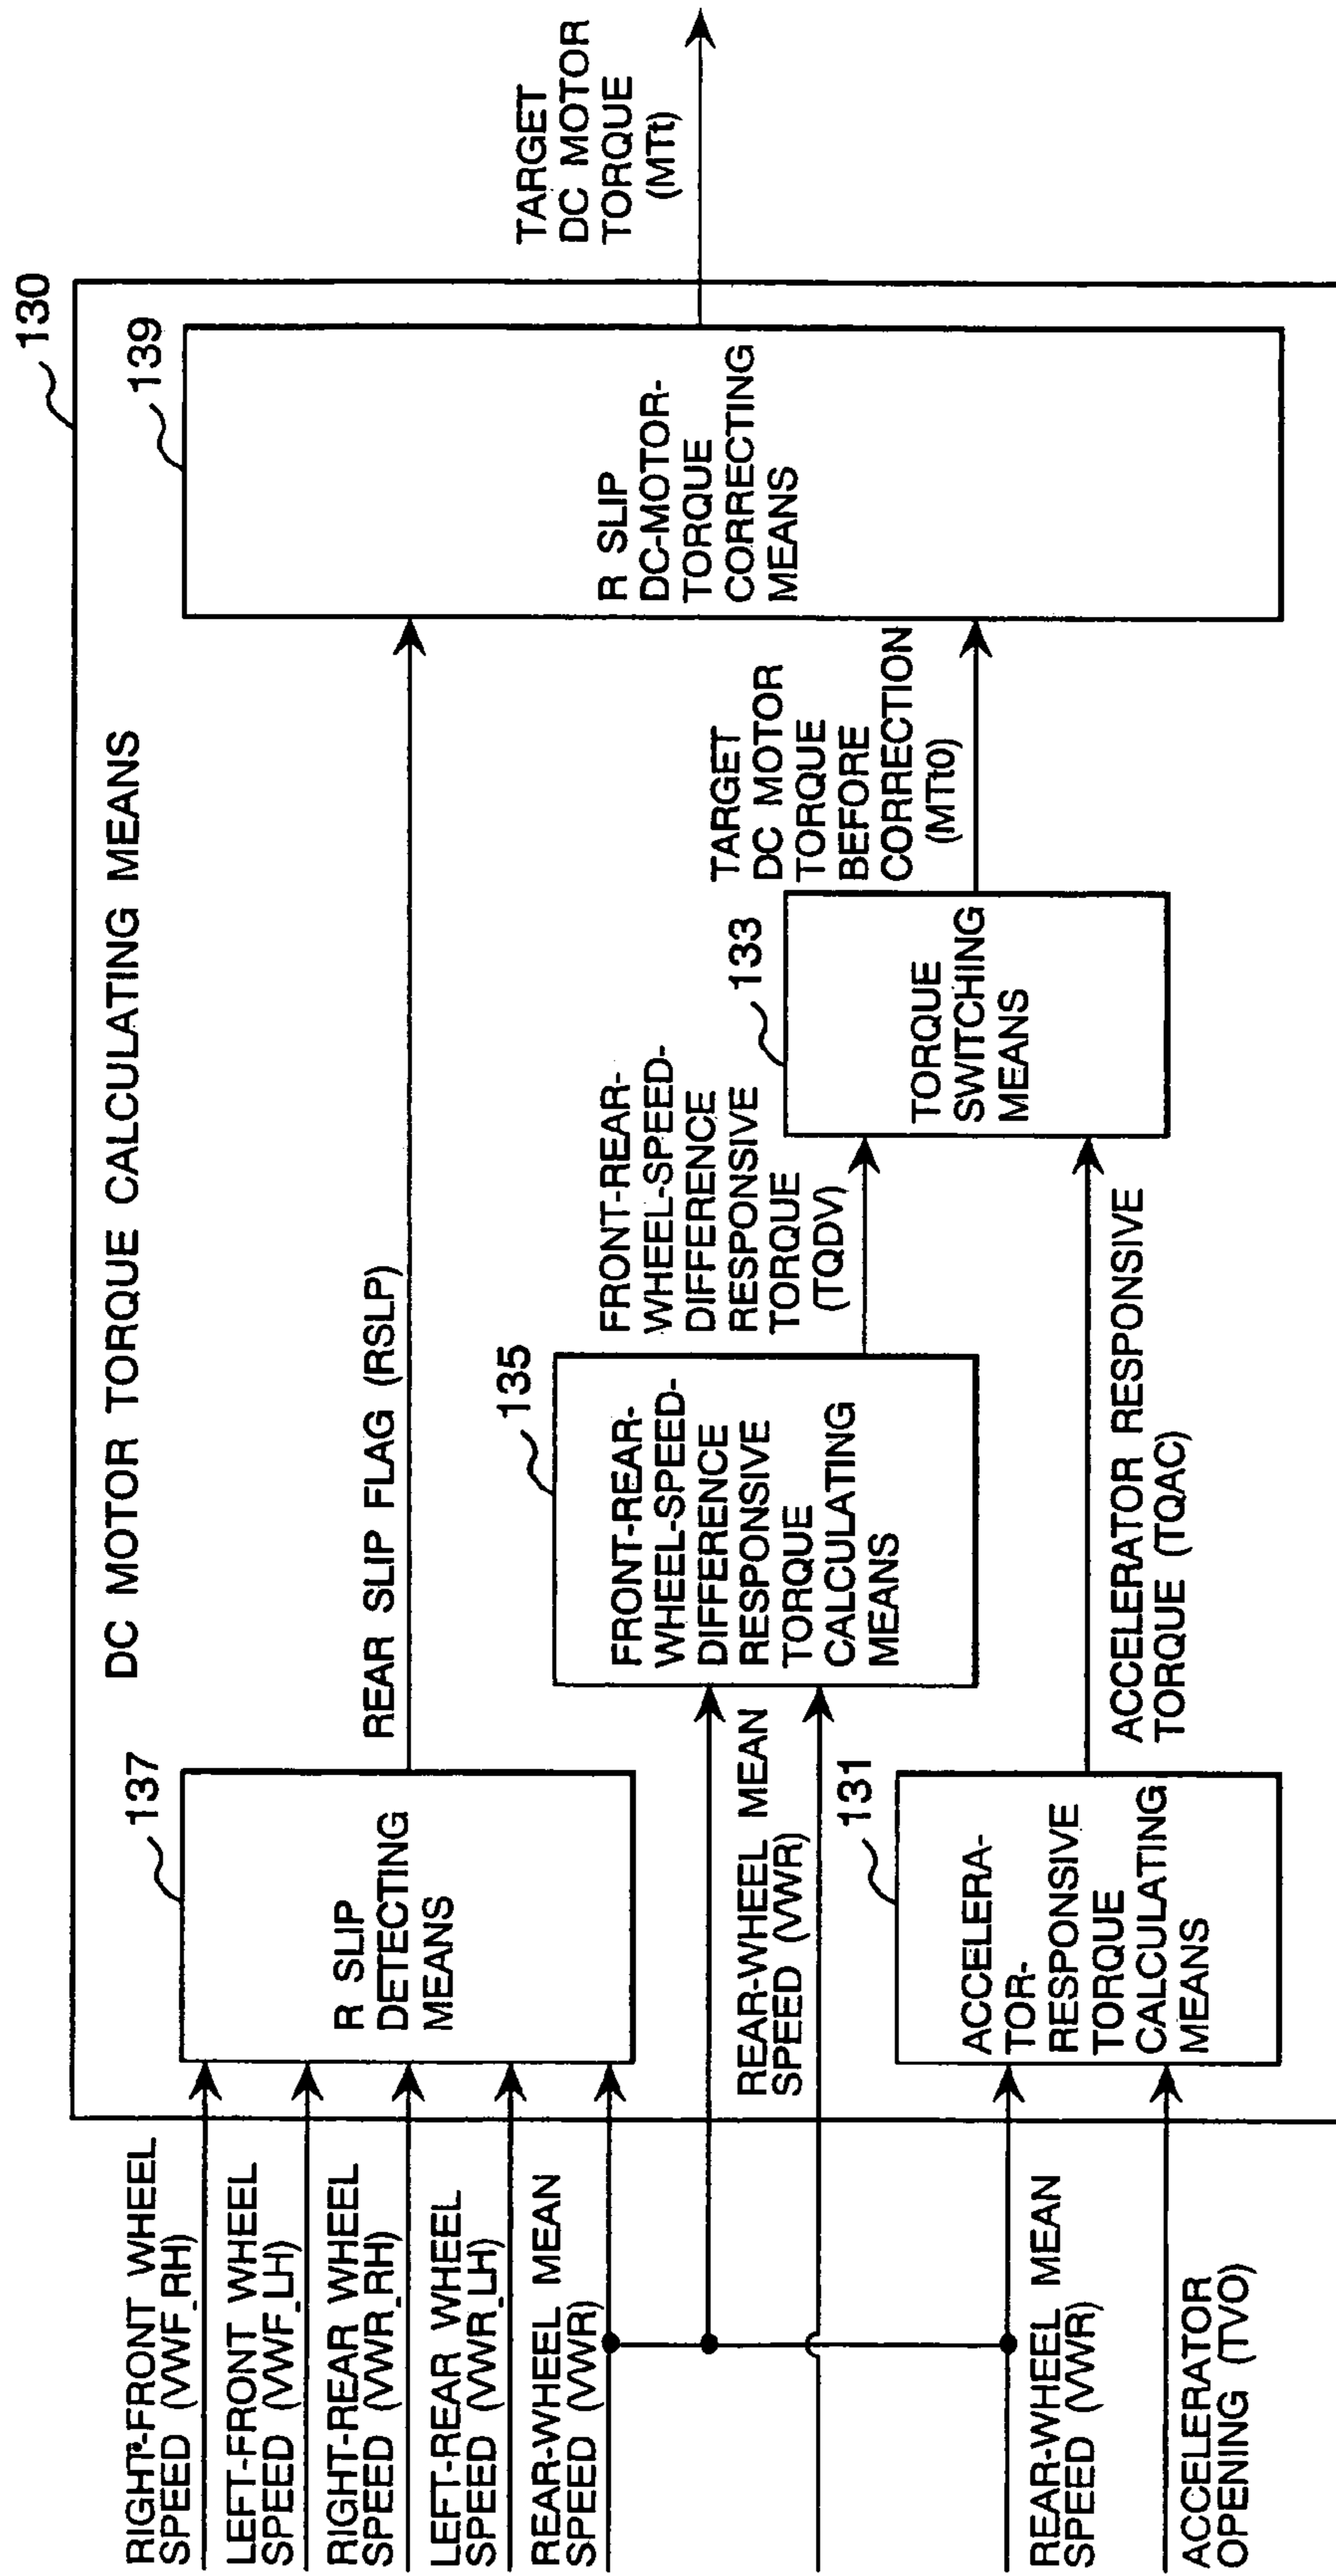 130
DC MOTOR TORQUE CALCULATING MEANS
RIGHT-FRONT WHEEL
SPEED (VWF_RH)
LEFT-FRONT WHEEL
SPEED (VWF_LH)
RIGHT-REAR WHEEL
SPEED (VWR_RH)
LEFT-REAR WHEEL
SPEED (VWR_LH)
REAR-WHEEL MEAN
SPEED (VWR)
137
R SLIP
DETECTING
MEANS
REAR SLIP FLAG (RSLP)
139
R SLIP
DC-MOTOR-
TORQUE
CORRECTING
MEANS
TARGET
DC MOTOR
TORQUE
(MTt)
REAR-WHEEL MEAN
SPEED (VWR)
135
FRONT-REAR-
WHEEL-SPEED-
DIFFERENCE
RESPONSIVE
TORQUE
CALCULATING
MEANS
FRONT-REAR-
WHEEL-SPEED-
DIFFERENCE
RESPONSIVE
TORQUE
(TQDV)
133
TORQUE
SWITCHING
MEANS
TARGET
DC MOTOR
TORQUE
BEFORE
CORRECTION
(MTt0)
REAR-WHEEL MEAN
SPEED (VWR)
ACCELERATOR
OPENING (TVO)
131
ACCELERA-
TOR-
RESPONSIVE
TORQUE
CALCULATING
MEANS
ACCELERATOR RESPONSIVE
TORQUE (TQAC)